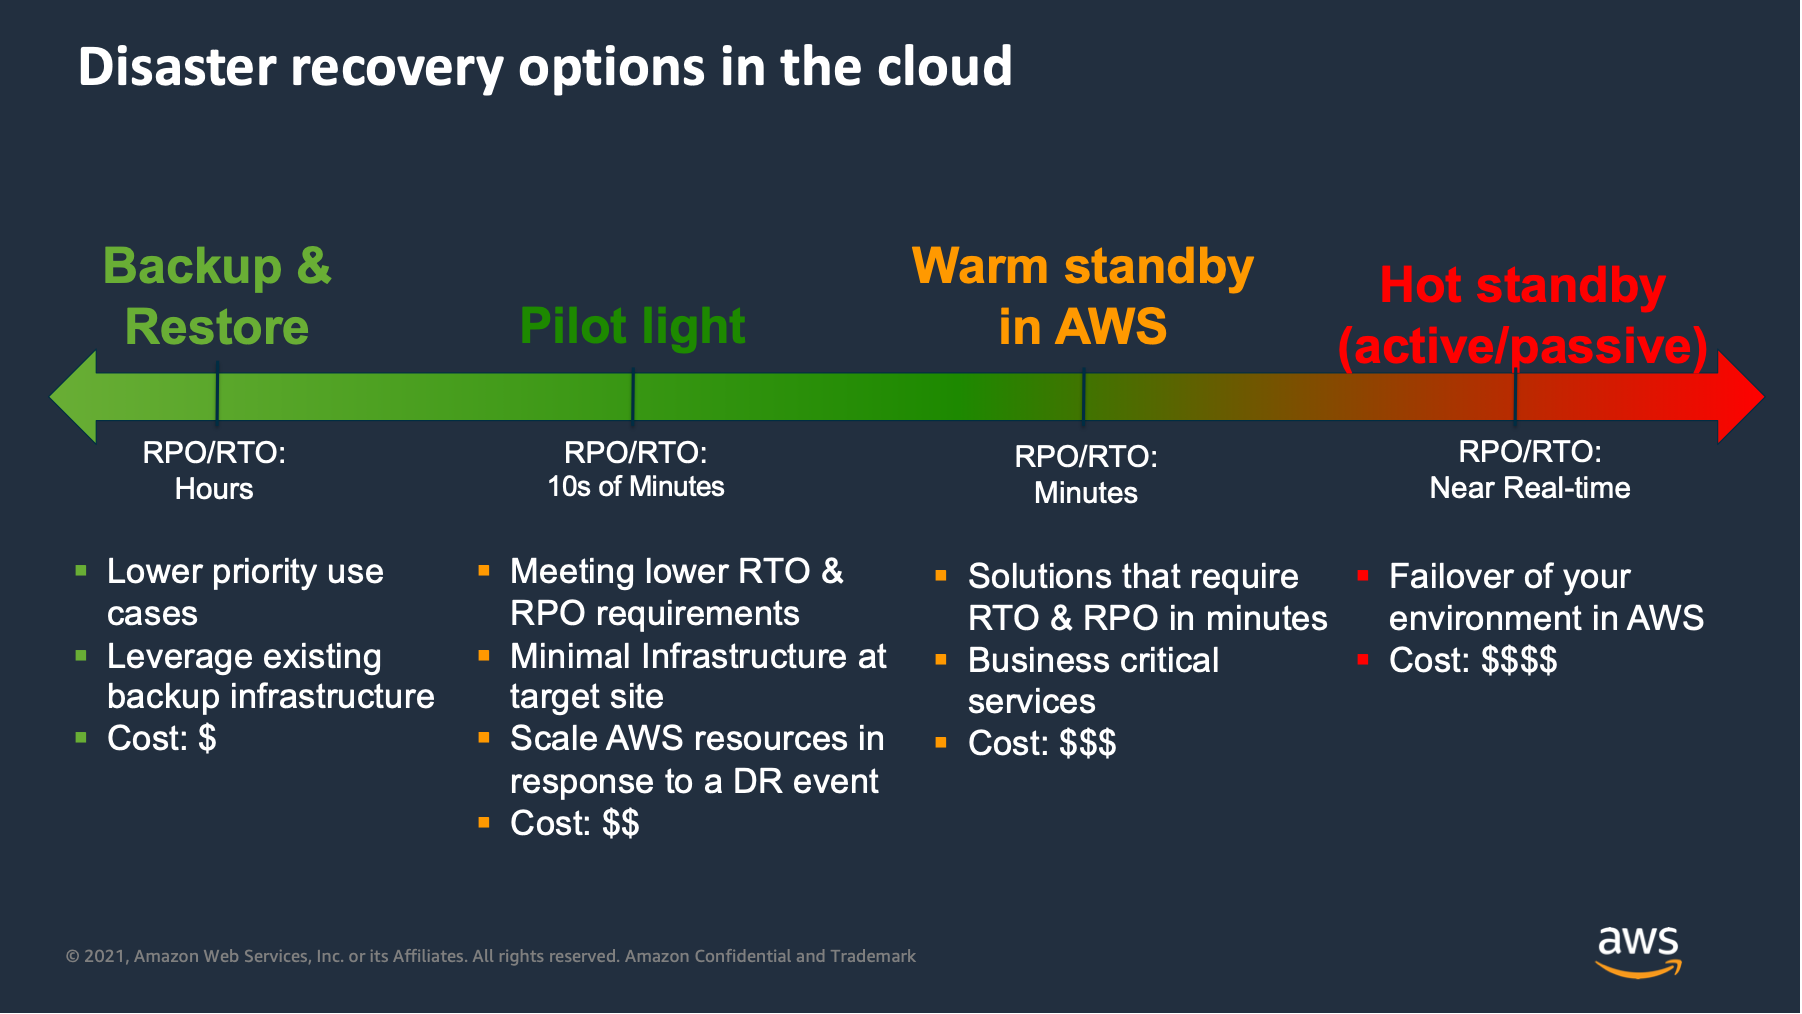 Disaster recovery options in the cloud
Backup &
Restore
RPO/RTO:
Hours
Lower priority use
cases
Leverage existing
backup infrastructure
Cost: $
Pilot light
RPO/RTO:
10s of Minutes
Meeting lower RTO &
RPO requirements
Minimal Infrastructure at
target site
Scale AWS resources in
response to a DR event
Cost: $$
Warm standby
in AWS
RPO/RTO:
Minutes
Solutions that require
RTO & RPO in minutes
Business critical
services
Cost: $$$
Hot standby
(active/passive)
RPO/RTO:
Near Real-time
Failover of your
environment in AWS
Cost: $$$$
© 2021, Amazon Web Services, Inc. or its Affiliates. All rights reserved. Amazon Confidential and Trademark
aws